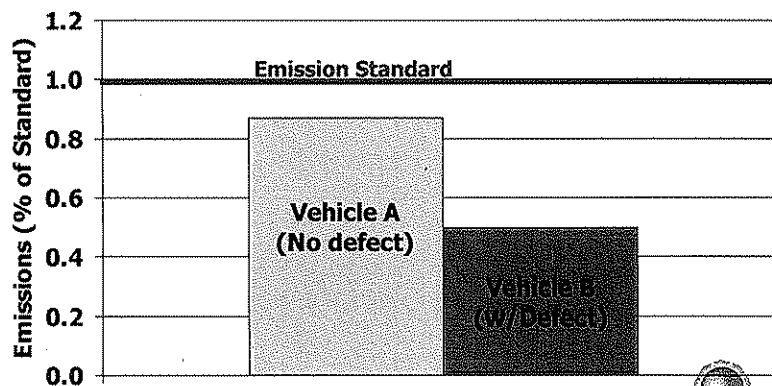 Emissions (% of Standard)
1.2
1.0
0.8
0.6
0.4
0.2
0.0
Emission Standard
Vehicle A
(No defect)
Vehicle B
(W/Defect)